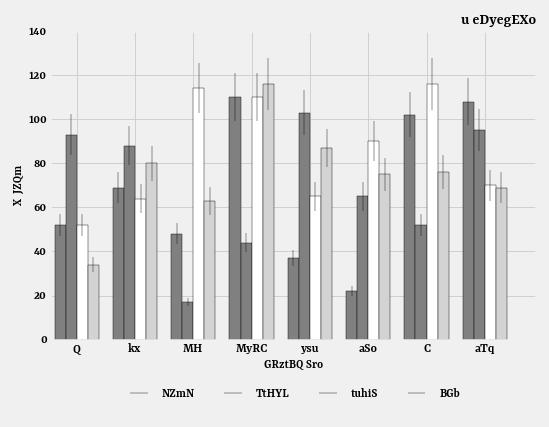 u eDyegEXo
140
120
100
80
60
40
20
0
X JZQm
Q kx MH MyRC ysu aSo C aTq
GRztBQ Sro
NZmN TtHYL tuhiS BGb